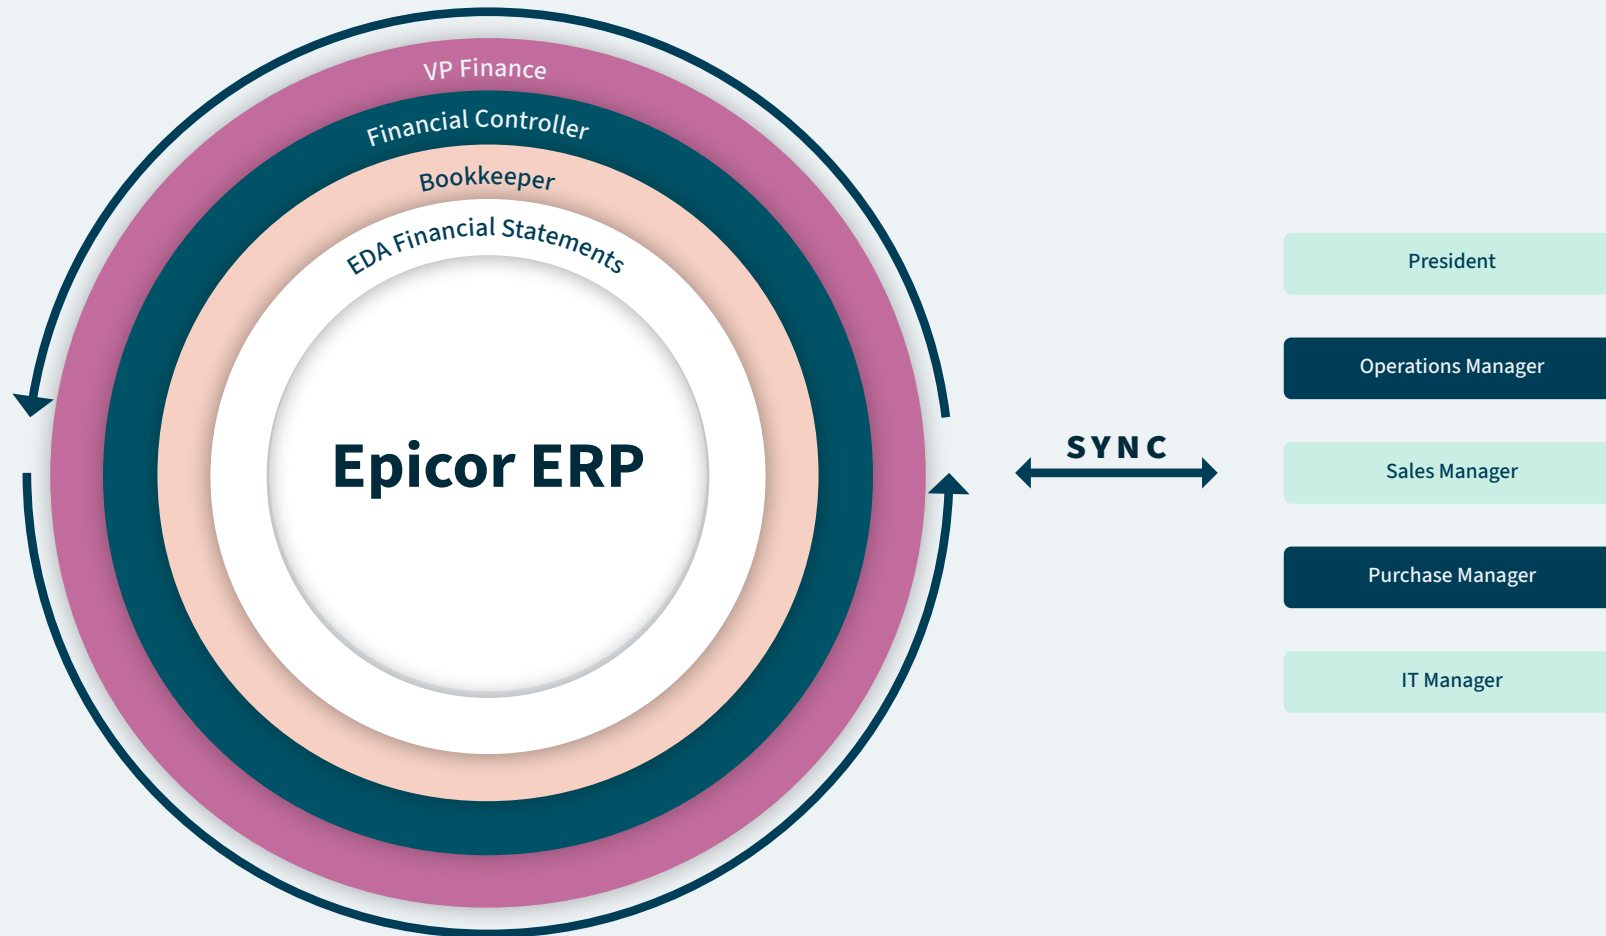 VP Finance
Financial Controller
Bookkeeper
EDA Financial Statements
Epicor ERP
SYNC
President
Operations Manager
Sales Manager
Purchase Manager
IT Manager